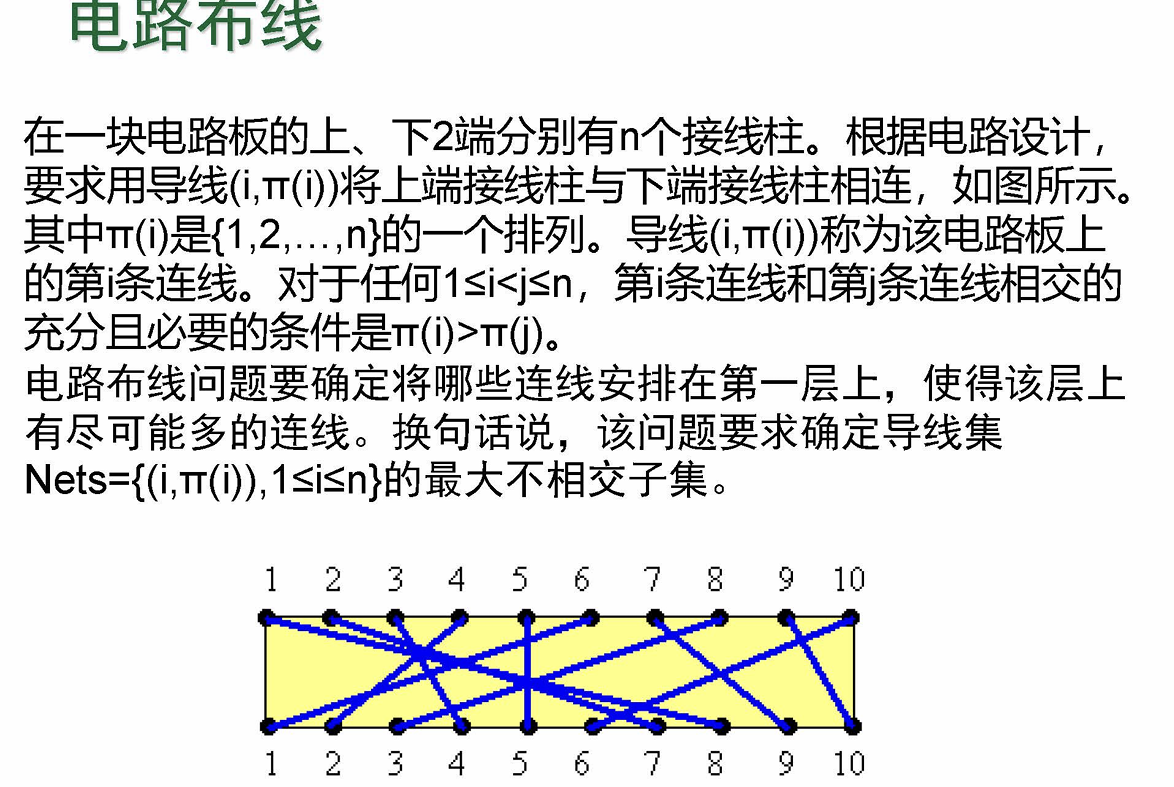 电路布线
在一块电路板的上、下2端分别有n个接线柱。根据电路设计，
要求用导线(i,π(i))将上端接线柱与下端接线柱相连，如图所示。
其中π(i)是{1,2,…,n}的一个排列。导线(i,π(i))称为该电路板上
的第i条连线。对于任何1≤i<j≤n，第i条连线和第j条连线相交的
充分且必要的条件是π(i)>π(j)。
电路布线问题要确定将哪些连线安排在第一层上，使得该层上
有尽可能多的连线。换句话说，该问题要求确定导线集
Nets={(i,π(i)),1≤i≤n}的最大不相交子集。
1 2 3 4 5 6 7 8 9 10
1 2 3 4 5 6 7 8 9 10